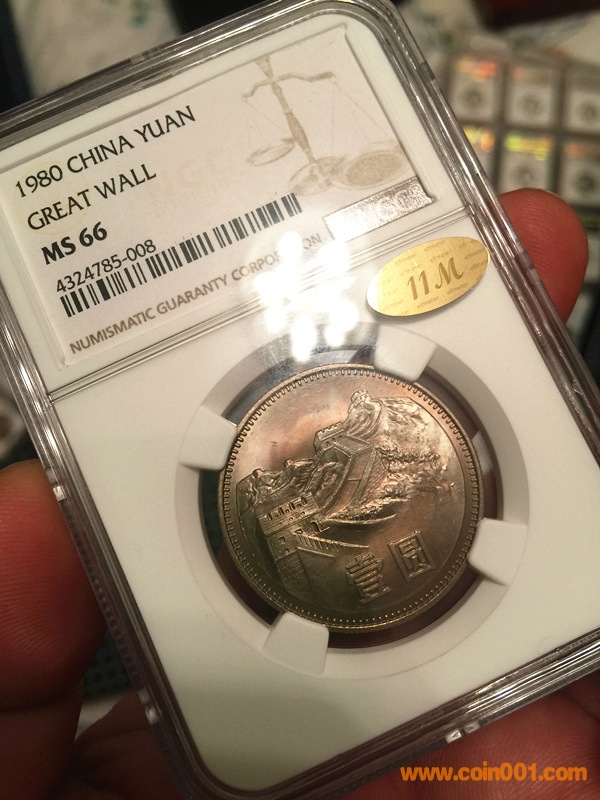 1980 CHINA YUAN
GREAT WALL
MS 66
4324785-008
NUMISMATIC GUARANTY CORPORATION
11M
壹圆
www.coin001.com